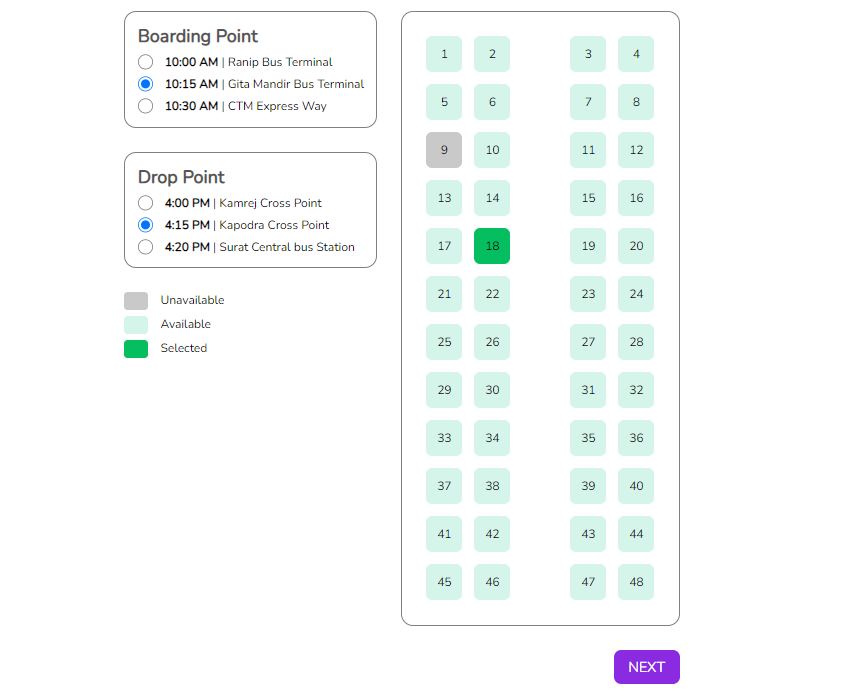 Boarding Point
10:00 AM | Ranip Bus Terminal
10:15 AM | Gita Mandir Bus Terminal
10:30 AM | CTM Express Way
Drop Point
4:00 PM | Kamrej Cross Point
4:15 PM | Kapodra Cross Point
4:20 PM | Surat Central bus Station
Unavailable
Available
Selected
1 2 3 4
5 6 7 8
9 10 11 12
13 14 15 16
17 18 19 20
21 22 23 24
25 26 27 28
29 30 31 32
33 34 35 36
37 38 39 40
41 42 43 44
45 46 47 48
NEXT